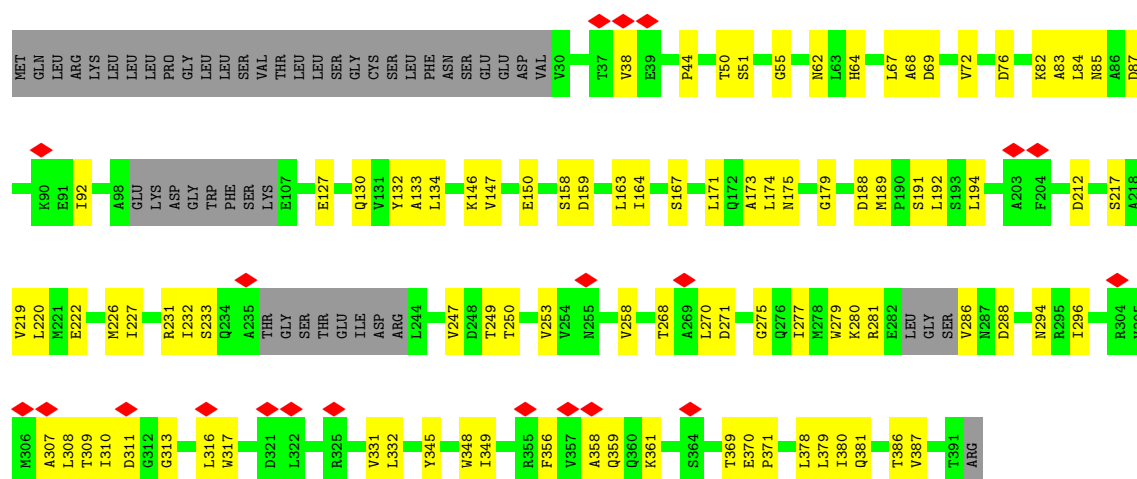 MET GLN LEU ARG LYS LEU LEU LEU PRO GLY LEU LEU SER VAL THR LEU LEU SER GLY CYS SER LEU PHE ASN SER GLU GLU ASP VAL V30 T37 V38 E39 P44 T50 S51 G55 N62 L63 H64 L67 A68 D69 V72 D76 K82 A83 L84 N85 A86 D87
K90 E91 I92 A98 GLU LYS ASP GLY TRP PHE SER LYS E107 E127 Q130 V131 Y132 A133 L134 K146 V147 E150 S158 D159 L163 I164 S167 L171 Q172 A173 L174 N175 G179 D188 M189 P190 S191 L192 S193 L194 A203 F204 D212 S217 A218
V219 L220 M221 E222 M226 I227 R231 I232 S233 Q234 A235 THR GLY SER THR GLU ILE ASP ARG L244 V247 D248 T249 T250 V253 V254 N255 V258 T268 A269 L270 D271 G275 Q276 I277 M278 W279 K280 R281 E282 LEU GLY SER V286 N287 D288 N294 R295 I296 R304
M306 A307 L308 T309 I310 D311 G312 G313 L316 W317 D321 L322 R325 V331 L332 Y345 W348 I349 R355 F356 V357 A358 Q359 Q360 K361 S364 T369 E370 P371 L378 L379 I380 Q381 T386 V387 T391 ARG